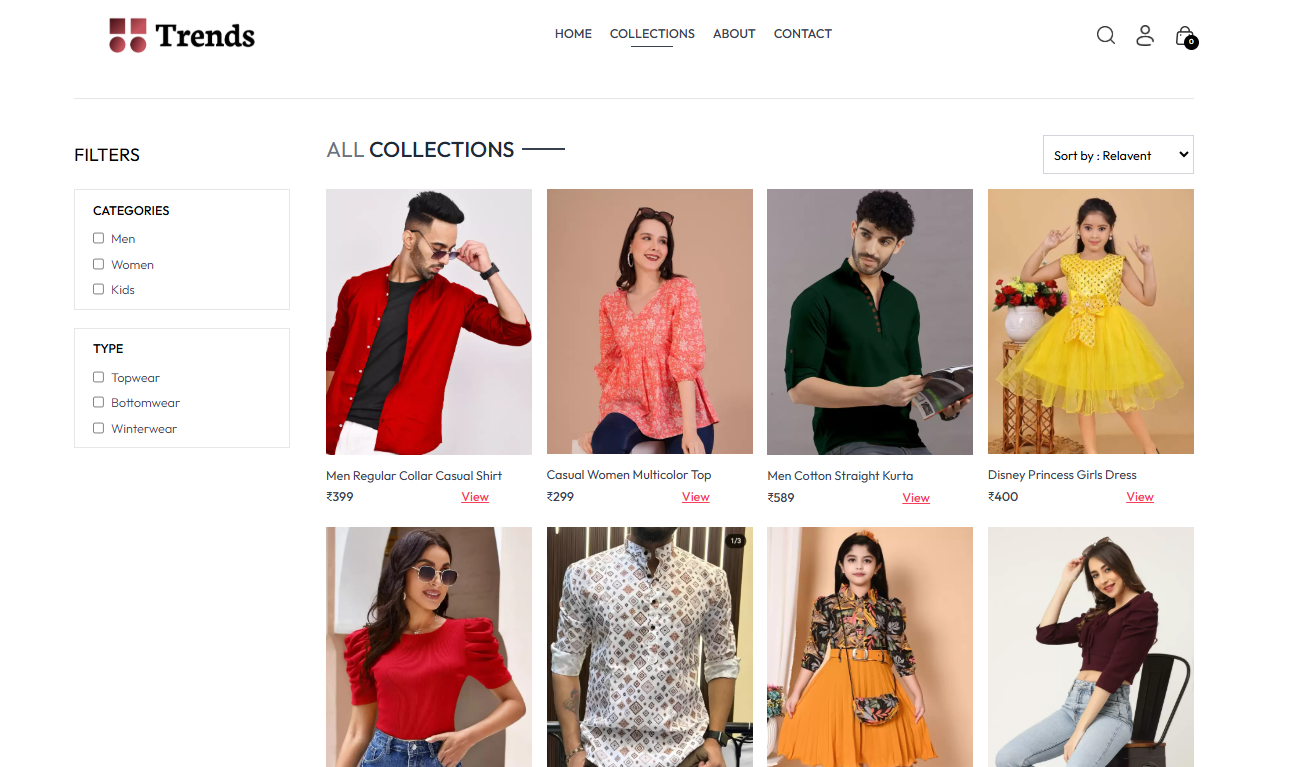 Trends
HOME COLLECTIONS ABOUT CONTACT
0
FILTERS
CATEGORIES
Men
Women
Kids
TYPE
Topwear
Bottomwear
Winterwear
ALL COLLECTIONS
Sort by : Relavent
Men Regular Collar Casual Shirt
₹399 View
Casual Women Multicolor Top
₹299 View
Men Cotton Straight Kurta
₹589 View
Disney Princess Girls Dress
₹400 View
1/3